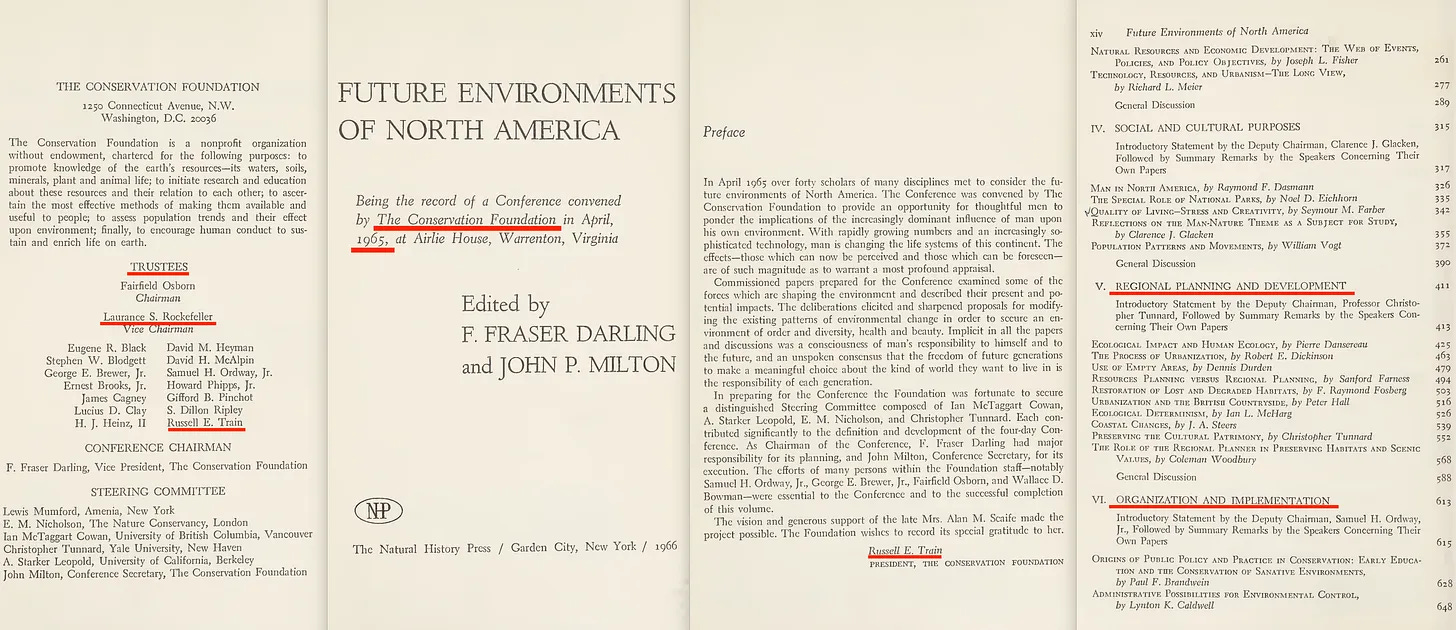 THE CONSERVATION FOUNDATION
1250 Connecticut Avenue, N.W.
Washington, D.C. 20036
The Conservation Foundation is a nonprofit organization
without endowment, chartered for the following purposes: to
promote knowledge of the earth's resources—its waters, soils,
minerals, plant and animal life; to initiate research and education
about these resources and their relation to each other; to ascer-
tain the most effective methods of making them available and
useful to people; to assess population trends and their effect
upon environment; finally, to encourage human conduct to sus-
tain and enrich life on earth.
TRUSTEES
Fairfield Osborn
Chairman
Laurance S. Rockefeller
Vice Chairman
Eugene R. Black
Stephen W. Blodgett
George E. Brewer, Jr.
Ernest Brooks, Jr.
James Cagney
Lucius D. Clay
H. J. Heinz, II
David M. Heyman
David H. McAlpin
Samuel H. Ordway, Jr.
Howard Phipps, Jr.
Gifford B. Pinchot
S. Dillon Ripley
Russell E. Train
CONFERENCE CHAIRMAN
F. Fraser Darling, Vice President, The Conservation Foundation
STEERING COMMITTEE
Lewis Mumford, Amenia, New York
E. M. Nicholson, The Nature Conservancy, London
Ian McTaggart Cowan, University of British Columbia, Vancouver
Christopher Tunnard, Yale University, New Haven
A. Starker Leopold, University of California, Berkeley
John Milton, Conference Secretary, The Conservation Foundation
FUTURE ENVIRONMENTS
OF NORTH AMERICA
Being the record of a Conference convened
by The Conservation Foundation in April,
1965, at Airlie House, Warrenton, Virginia
Edited by
F. FRASER DARLING
and JOHN P. MILTON
NHP
The Natural History Press / Garden City, New York / 1966
Preface
In April 1965 over forty scholars of many disciplines met to consider the fu-
ture environments of North America. The Conference was convened by The
Conservation Foundation to provide an opportunity for thoughtful men to
ponder the implications of the increasingly dominant influence of man upon
his own environment. With rapidly growing numbers and an increasingly so-
phisticated technology, man is changing the life systems of this continent. The
effects—those which can now be perceived and those which can be foreseen—
are of such magnitude as to warrant a most profound appraisal.
Commissioned papers prepared for the Conference examined some of the
forces which are shaping the environment and described their present and po-
tential impacts. The deliberations elicited and sharpened proposals for modify-
ing the existing patterns of environmental change in order to secure an en-
vironment of order and diversity, health and beauty. Implicit in all the papers
and discussions was a consciousness of man's responsibility to himself and to
the future, and an unspoken consensus that the freedom of future generations
to make a meaningful choice about the kind of world they want to live in is
the responsibility of each generation.
In preparing for the Conference the Foundation was fortunate to secure
a distinguished Steering Committee composed of Ian McTaggart Cowan,
A. Starker Leopold, E. M. Nicholson, and Christopher Tunnard. Each con-
tributed significantly to the definition and development of the four-day Con-
ference. As Chairman of the Conference, F. Fraser Darling had major
responsibility for its planning, and John Milton, Conference Secretary, for its
execution. The efforts of many persons within the Foundation staff—notably
Samuel H. Ordway, Jr., George E. Brewer, Jr., Fairfield Osborn, and Wallace D.
Bowman—were essential to the Conference and to the successful completion
of this volume.
The vision and generous support of the late Mrs. Alan M. Scaife made the
project possible. The Foundation wishes to record its special gratitude to her.
Russell E. Train
PRESIDENT, THE CONSERVATION FOUNDATION
xiv Future Environments of North America
Natural Resources and Economic Development: The Web of Events,
Policies, and Policy Objectives, by Joseph L. Fisher 261
Technology, Resources, and Urbanism—The Long View,
by Richard L. Meier 277
General Discussion 289
IV. SOCIAL AND CULTURAL PURPOSES 315
Introductory Statement by the Deputy Chairman, Clarence J. Glacken,
Followed by Summary Remarks by the Speakers Concerning Their
Own Papers 317
Man in North America, by Raymond F. Dasmann 326
The Special Role of National Parks, by Noel D. Eichhorn 335
√Quality of Living—Stress and Creativity, by Seymour M. Farber 342
Reflections on the Man-Nature Theme as a Subject for Study,
by Clarence J. Glacken 355
Population Patterns and Movements, by William Vogt 372
General Discussion 390
V. REGIONAL PLANNING AND DEVELOPMENT 411
Introductory Statement by the Deputy Chairman, Professor Christo-
pher Tunnard, Followed by Summary Remarks by the Speakers Con-
cerning Their Own Papers 413
Ecological Impact and Human Ecology, by Pierre Dansereau 425
The Process of Urbanization, by Robert E. Dickinson 463
Use of Empty Areas, by Dennis Durden 479
Resources Planning versus Regional Planning, by Sanford Farness 494
Restoration of Lost and Degraded Habitats, by F. Raymond Fosberg 503
Urbanization and the British Countryside, by Peter Hall 516
Ecological Determinism, by Ian L. McHarg 526
Coastal Changes, by J. A. Steers 539
Preserving the Cultural Patrimony, by Christopher Tunnard 552
The Role of the Regional Planner in Preserving Habitats and Scenic
Values, by Coleman Woodbury 568
General Discussion 588
VI. ORGANIZATION AND IMPLEMENTATION 613
Introductory Statement by the Deputy Chairman, Samuel H. Ordway,
Jr., Followed by Summary Remarks by the Speakers Concerning Their
Own Papers 615
Origins of Public Policy and Practice in Conservation: Early Educa-
tion and the Conservation of Sanative Environments,
by Paul F. Brandwein 628
Administrative Possibilities for Environmental Control,
by Lynton K. Caldwell 648